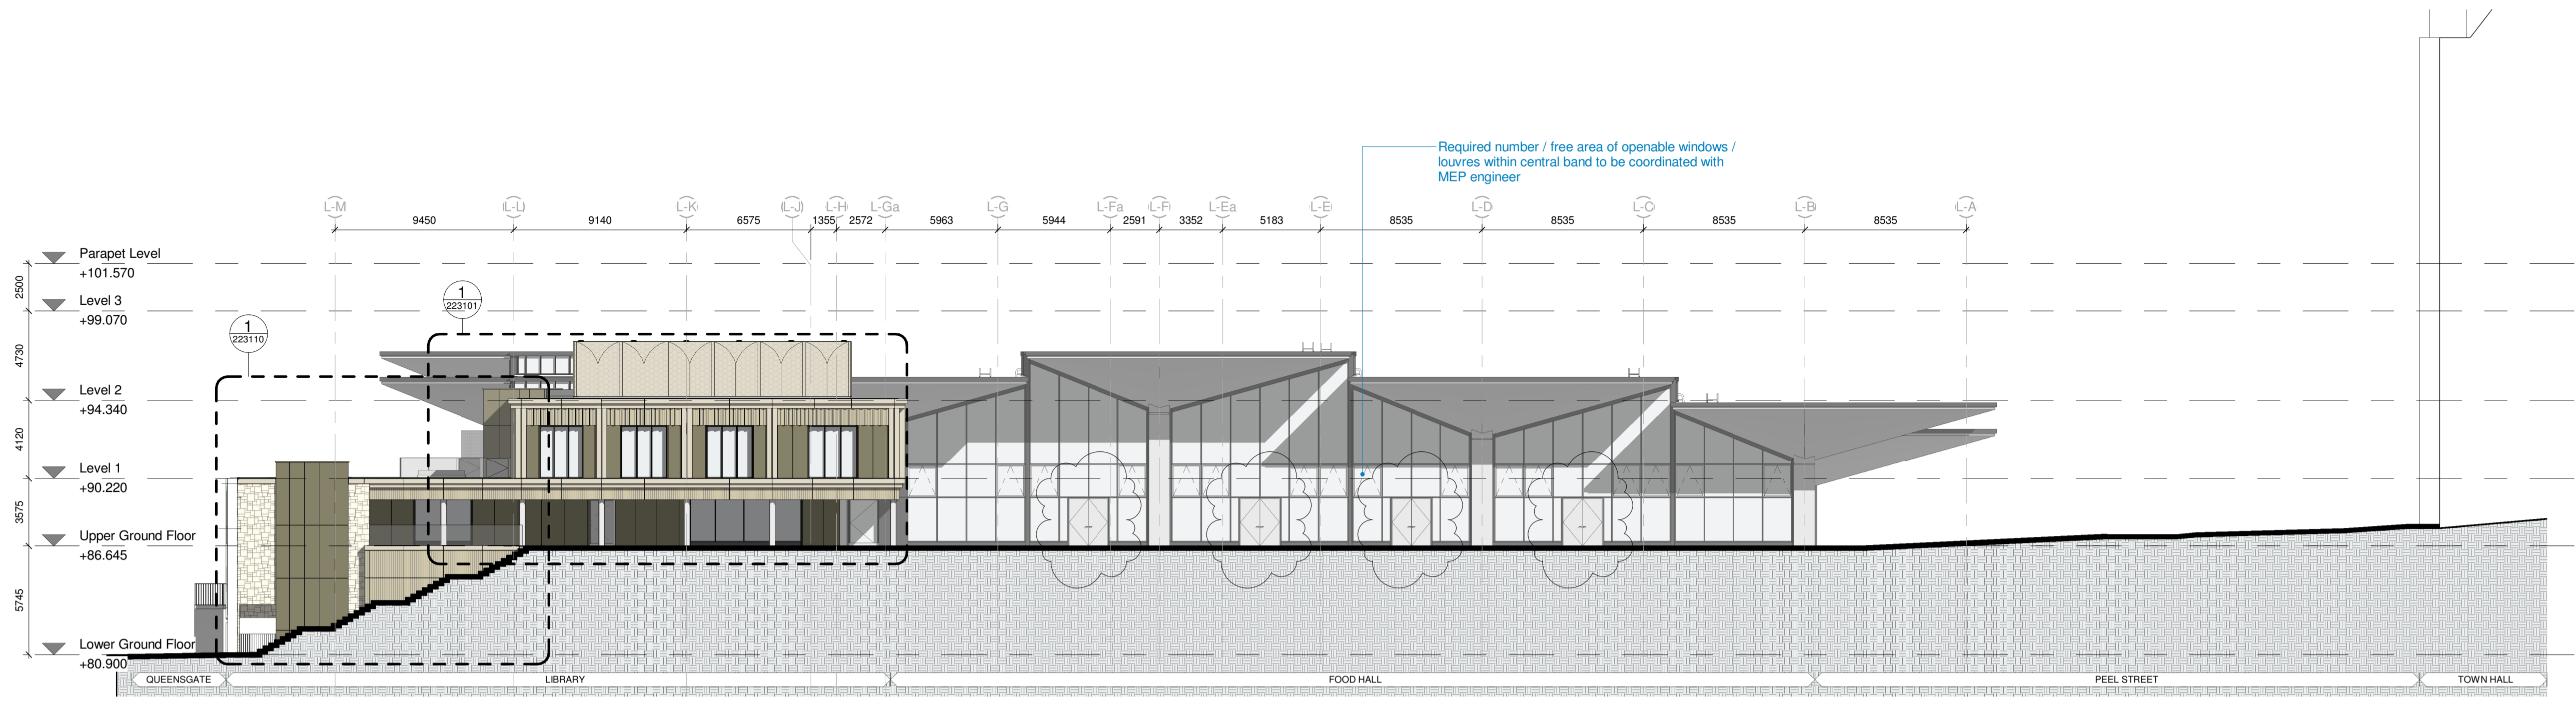 Required number / free area of openable windows /
louvres within central band to be coordinated with
MEP engineer
L-M
L-L
L-K
L-J
L-H
L-Ga
L-G
L-Fa
L-F
L-Ea
L-E
L-D
L-C
L-B
L-A
9450
9140
6575
1355
2572
5963
5944
2591
3352
5183
8535
8535
8535
8535
Parapet Level
+101.570
2500
Level 3
+99.070
1
223101
1
223110
4730
Level 2
+94.340
4120
Level 1
+90.220
3575
Upper Ground Floor
+86.645
5745
Lower Ground Floor
+80.900
QUEENSGATE
LIBRARY
FOOD HALL
PEEL STREET
TOWN HALL